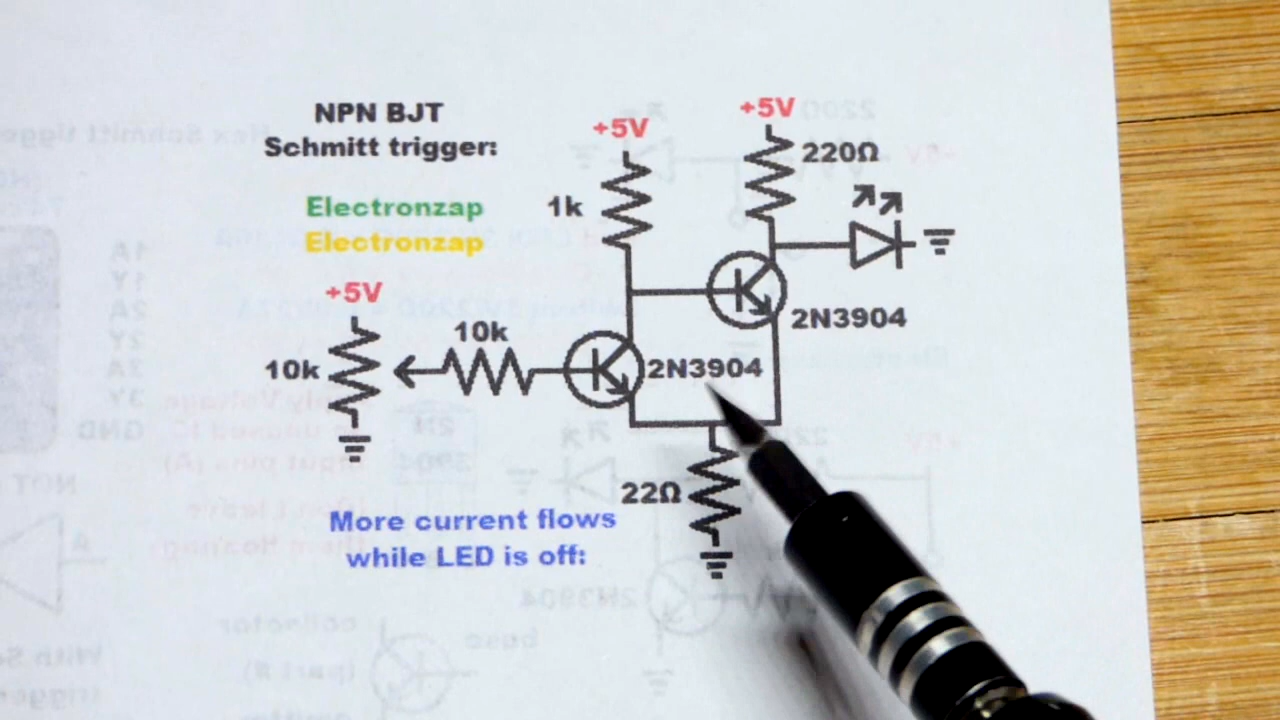 NPN BJT
Schmitt trigger:
Electronzap
Electronzap
+5V
+5V
220Ω
1k
+5V
10k
10k
2N3904
2N3904
22Ω
More current flows
while LED is off: